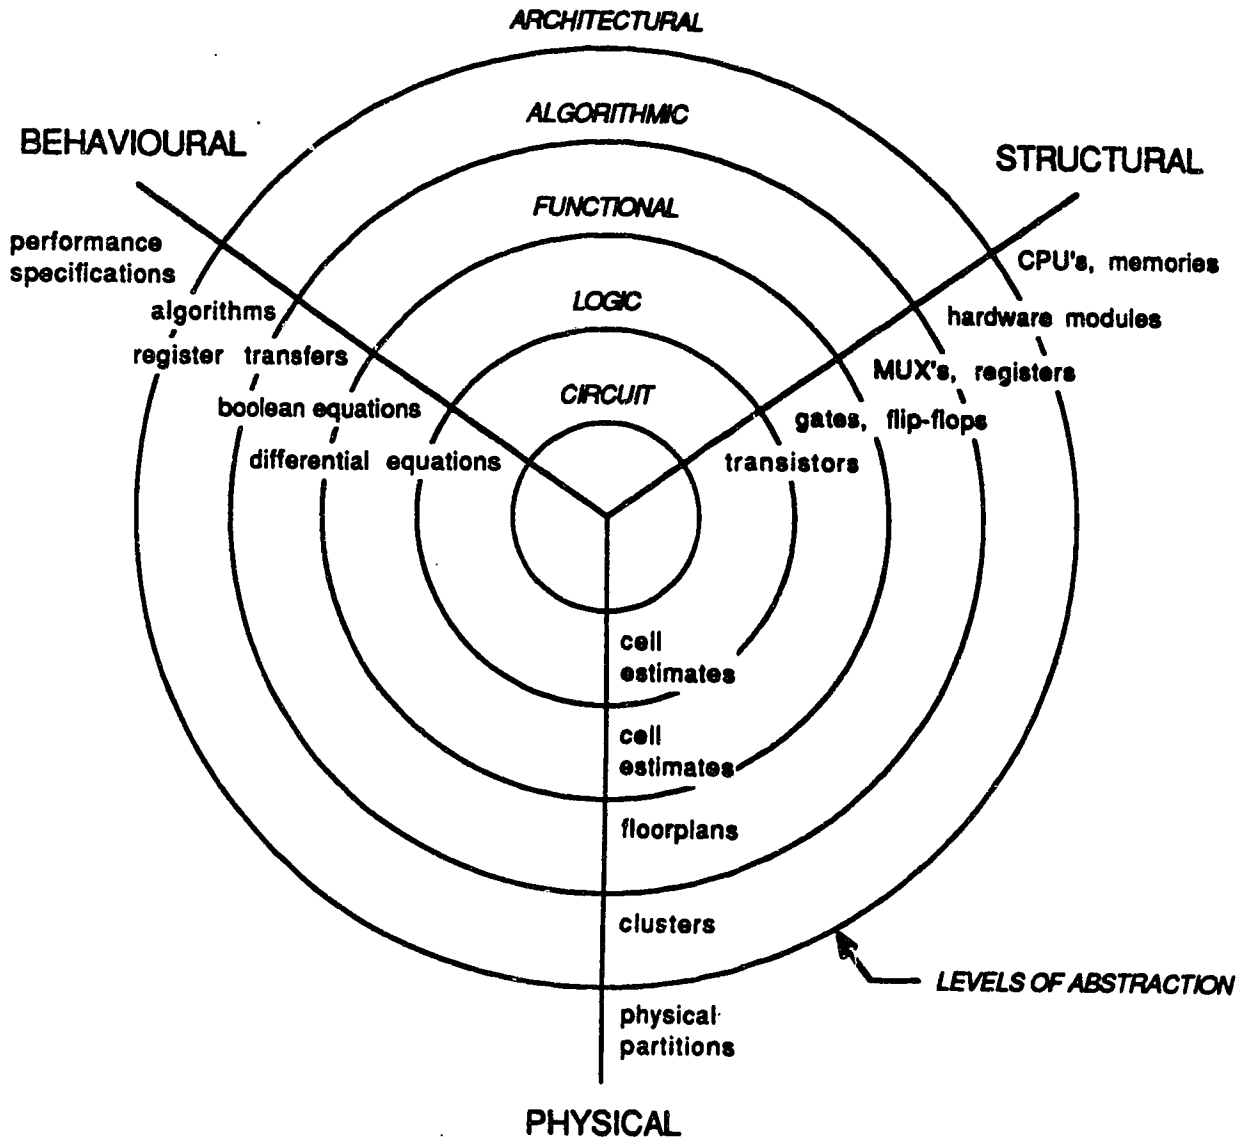 ARCHITECTURAL
ALGORITHMIC
BEHAVIOURAL
STRUCTURAL
FUNCTIONAL
performance
specifications
CPU's, memories
algorithms
LOGIC
hardware modules
register transfers
MUX's, registers
CIRCUIT
boolean equations
gates, flip-flops
differential equations
transistors
cell
estimates
cell
estimates
floorplans
clusters
LEVELS OF ABSTRACTION
physical
partitions
PHYSICAL